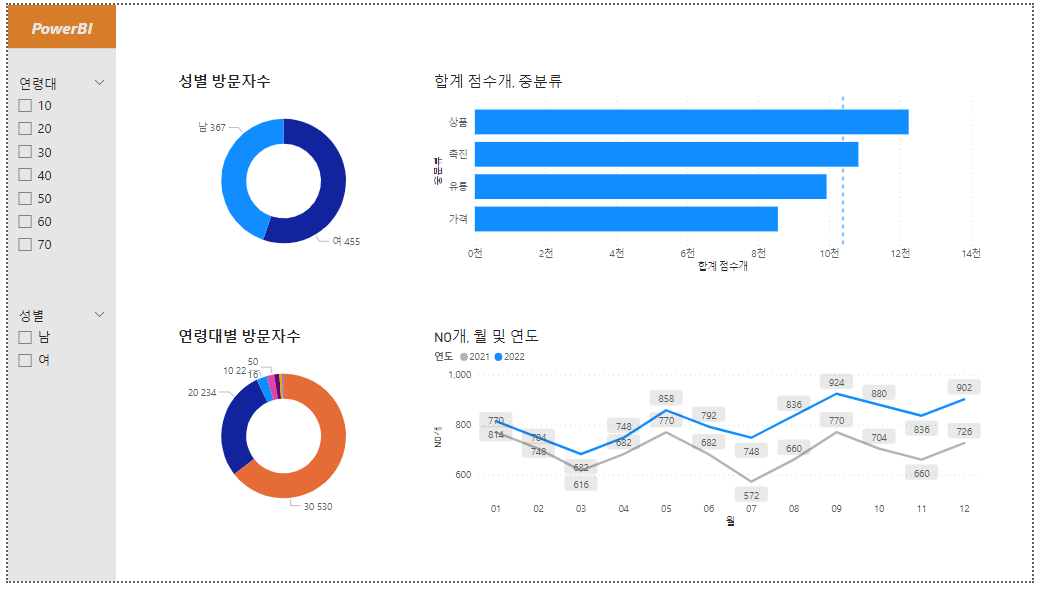 PowerBI
연령대
10
20
30
40
50
60
70
성별
남
여
성별 방문자수
남 367
여 455
합계 점수개, 중분류
중분류
상품
촉진
유통
가격
0천 2천 4천 6천 8천 10천 12천 14천
합계 점수개
연령대별 방문자수
50
10 22
16
20 234
30 530
NO개, 월 및 연도
연도 2021 2022
NO개
1,000
800
600
770 704 682 748 858 792 748 836 924 880 836 902
814 748 616 682 770 682 572 660 770 704 660 726
01 02 03 04 05 06 07 08 09 10 11 12
월